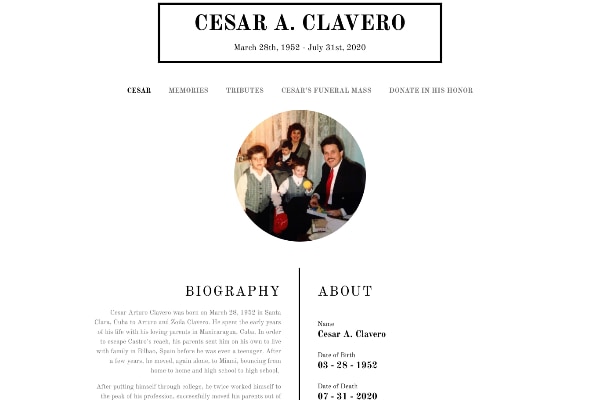 CESAR A. CLAVERO
March 28th, 1952 - July 31st, 2020
CESAR MEMORIES TRIBUTES CESAR'S FUNERAL MASS DONATE IN HIS HONOR
BIOGRAPHY
Cesar Arturo Clavero was born on March 28, 1952 in Santa
Clara, Cuba to Arturo and Zoila Clavero. He spent the early years
of his life with his loving parents in Manicaragua, Cuba. In order
to escape Castro's reach, his parents sent him on his own to live
with family in Bilbao, Spain before he was even a teenager. After
a few years, he moved, again alone, to Miami, bouncing from
home to home and high school to high school.
After putting himself through college, he twice worked himself to
the peak of his profession, successfully moved his parents out of
ABOUT
Name
Cesar A. Clavero
Date of Birth
03 - 28 - 1952
Date of Death
07 - 31 - 2020